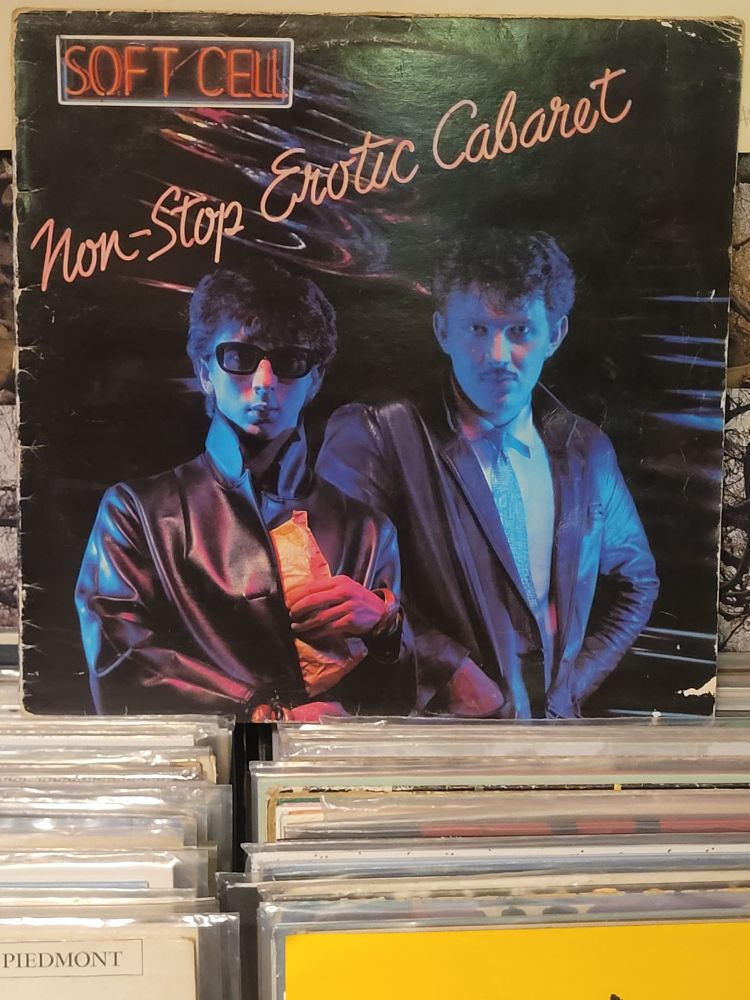 SOFT CELL
Non-Stop Erotic Cabaret
PIEDMONT